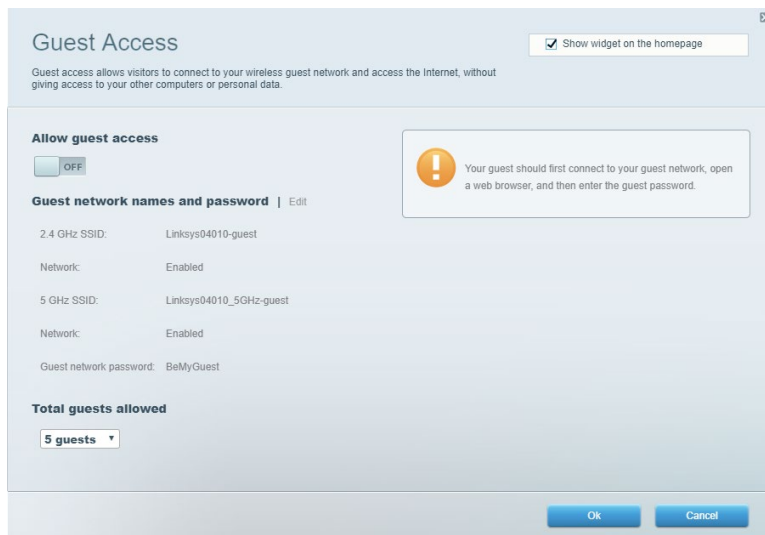 Guest Access
Show widget on the homepage
Guest access allows visitors to connect to your wireless guest network and access the Internet, without
giving access to your other computers or personal data.
Allow guest access
OFF
Your guest should first connect to your guest network, open
a web browser, and then enter the guest password.
Guest network names and password | Edit
2.4 GHz SSID: Linksys04010-guest
Network: Enabled
5 GHz SSID: Linksys04010_5GHz-guest
Network: Enabled
Guest network password: BeMyGuest
Total guests allowed
5 guests
Ok Cancel